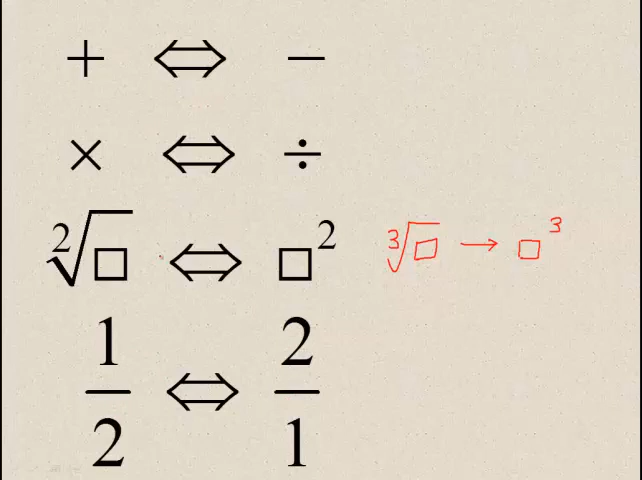 + ⇔ −
× ⇔ ÷
²√□ ⇔ □² ³√□ → □³
1/2 ⇔ 2/1